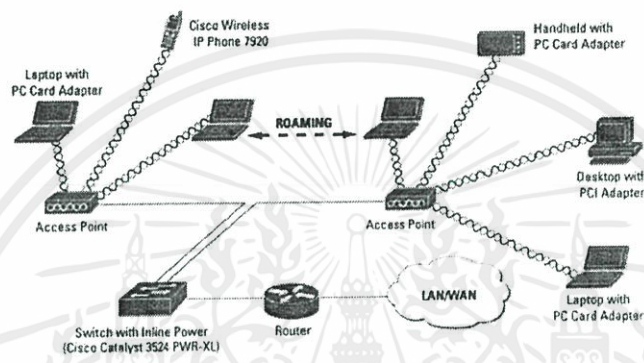 Cisco Wireless
IP Phone 7920
Handheld with
PC Card Adapter
Laptop with
PC Card Adapter
ROAMING
Desktop with
PCI Adapter
Access Point
Access Point
LAN/WAN
Switch with Inline Power
(Cisco Catalyst 3524 PWR-XL)
Router
Laptop with
PC Card Adapter